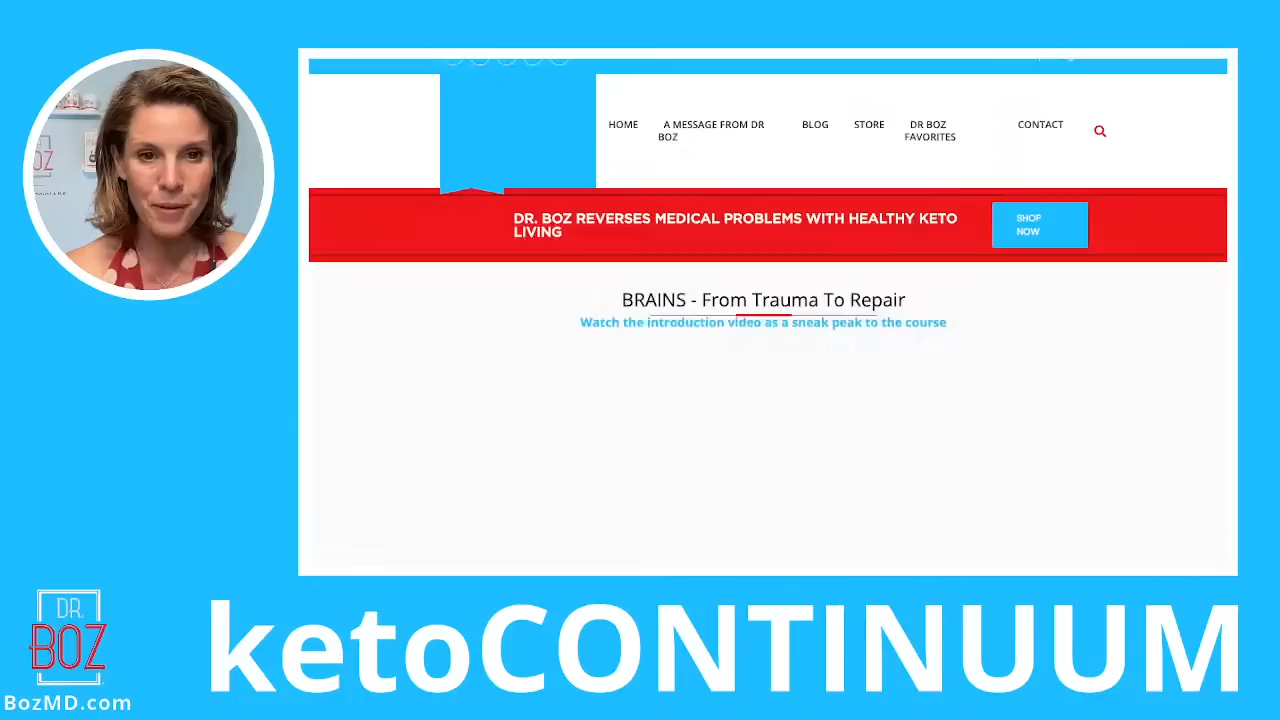 HOME
A MESSAGE FROM DR
BOZ
BLOG
STORE
DR BOZ
FAVORITES
CONTACT
DR. BOZ REVERSES MEDICAL PROBLEMS WITH HEALTHY KETO
LIVING
SHOP
NOW
BRAINS - From Trauma To Repair
Watch the introduction video as a sneak peak to the course
DR.
BOZ
BozMD.com
ketoCONTINUUM